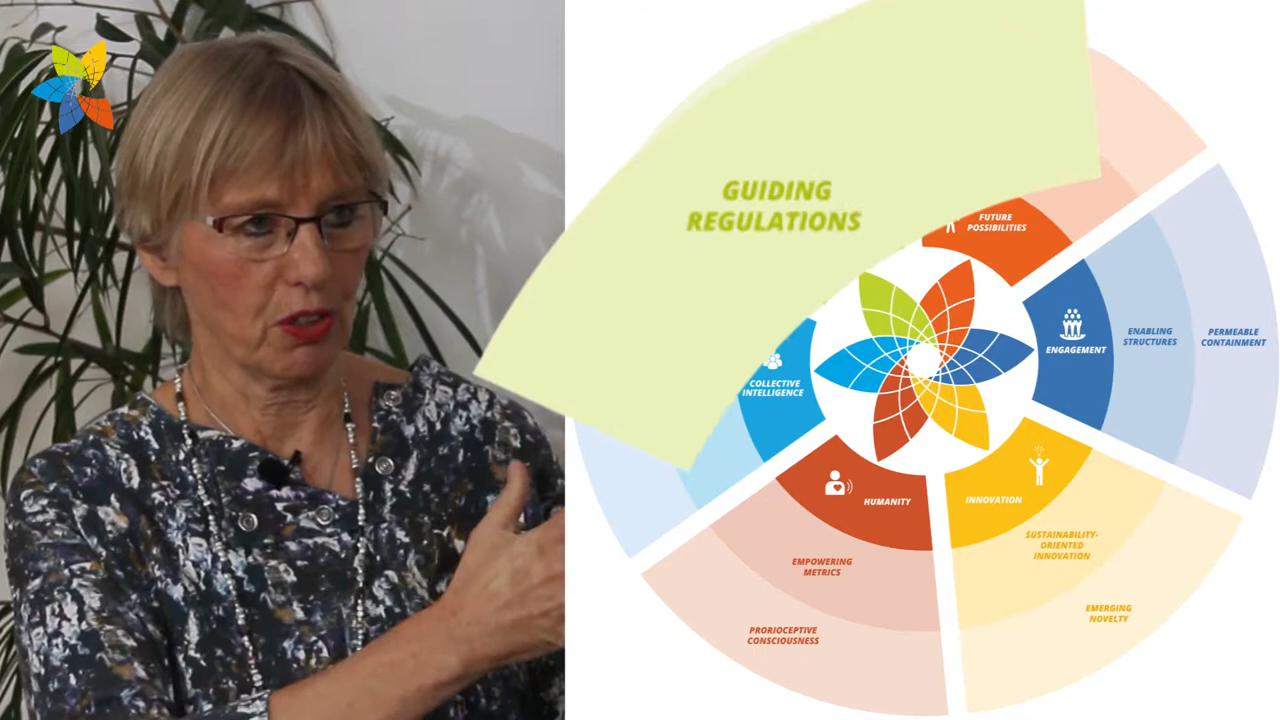 GUIDING
REGULATIONS
FUTURE
POSSIBILITIES
ENGAGEMENT
ENABLING
STRUCTURES
PERMEABLE
CONTAINMENT
COLLECTIVE
INTELLIGENCE
HUMANITY
INNOVATION
EMPOWERING
METRICS
SUSTAINABILITY-
ORIENTED
INNOVATION
PRORIOCEPTIVE
CONSCIOUSNESS
EMERGING
NOVELTY